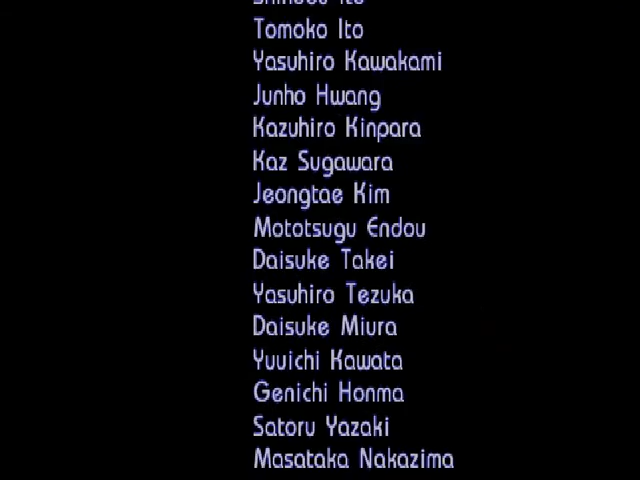 Tomoko Ito
Yasuhiro Kawakami
Junho Hwang
Kazuhiro Kinpara
Kaz Sugawara
Jeongtae Kim
Mototsugu Endou
Daisuke Takei
Yasuhiro Tezuka
Daisuke Miura
Yuuichi Kawata
Genichi Honma
Satoru Yazaki
Masataka Nakazima